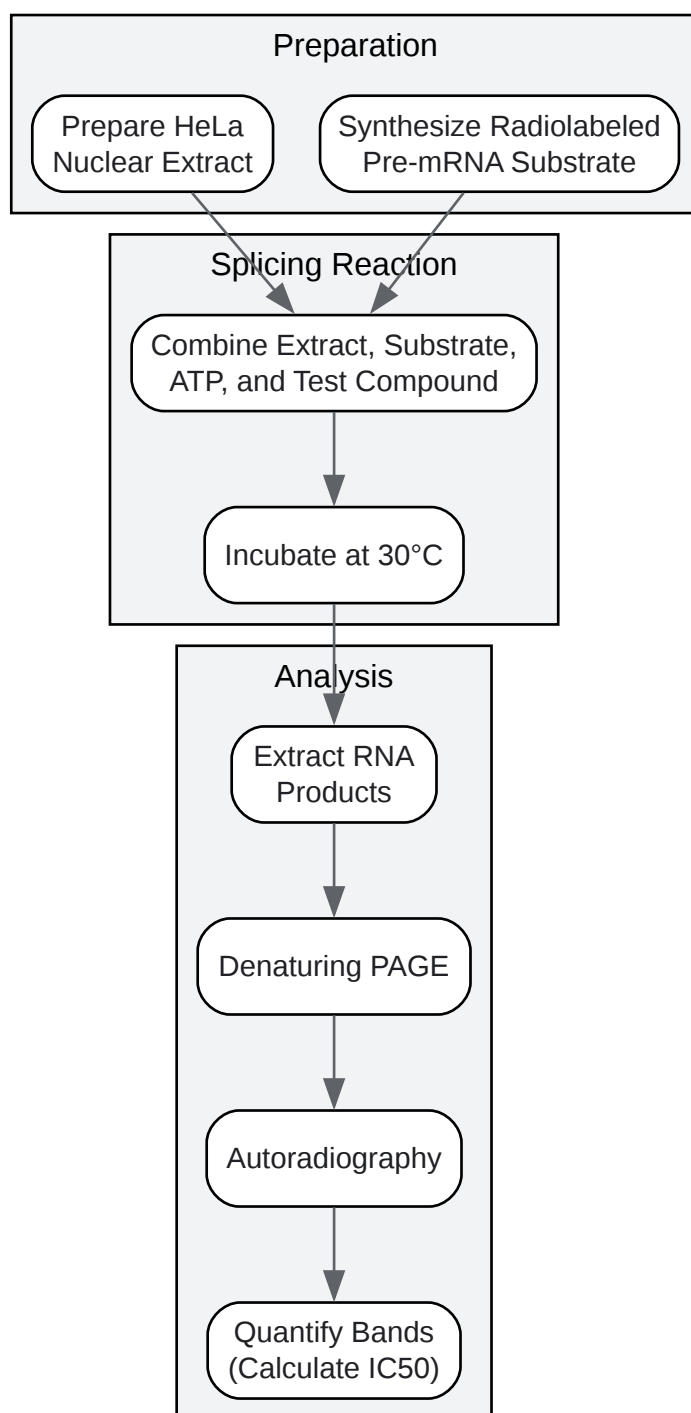 Preparation
Prepare HeLa
Nuclear Extract
Synthesize Radiolabeled
Pre-mRNA Substrate
Splicing Reaction
Combine Extract, Substrate,
ATP, and Test Compound
Incubate at 30°C
Analysis
Extract RNA
Products
Denaturing PAGE
Autoradiography
Quantify Bands
(Calculate IC50)